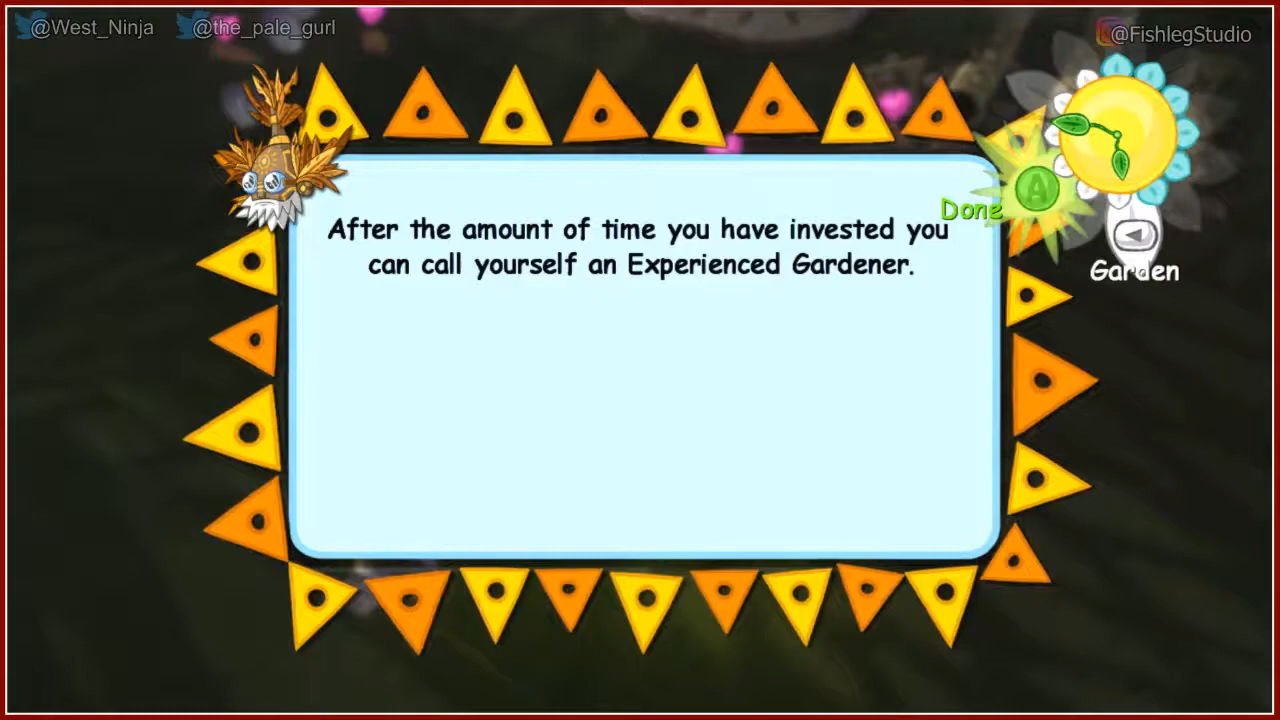 @West_Ninja @the_pale_gurl @FishlegStudio
After the amount of time you have invested you
can call yourself an Experienced Gardener.
Done A
Garden